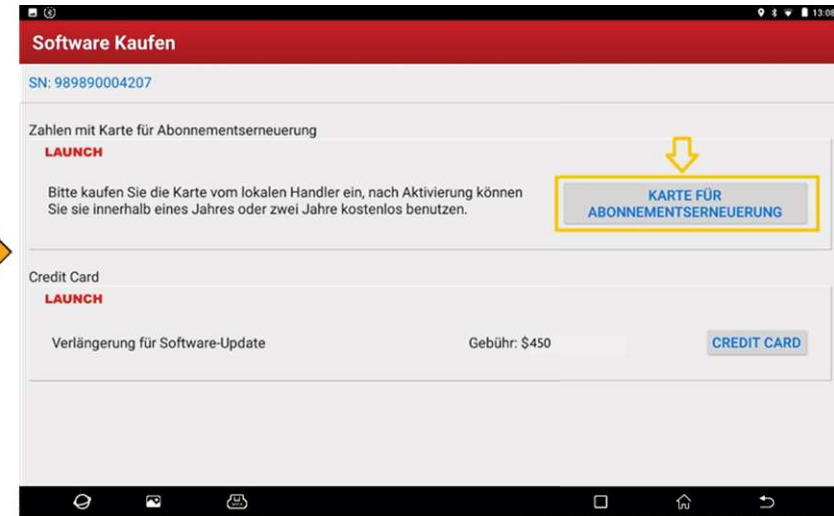 13:08
Software Kaufen
SN: 989890004207
Zahlen mit Karte für Abonnementserneuerung
LAUNCH
Bitte kaufen Sie die Karte vom lokalen Handler ein, nach Aktivierung können
Sie sie innerhalb eines Jahres oder zwei Jahre kostenlos benutzen.
KARTE FÜR
ABONNEMENTSERNEUERUNG
Credit Card
LAUNCH
Verlängerung für Software-Update Gebühr: $450 CREDIT CARD